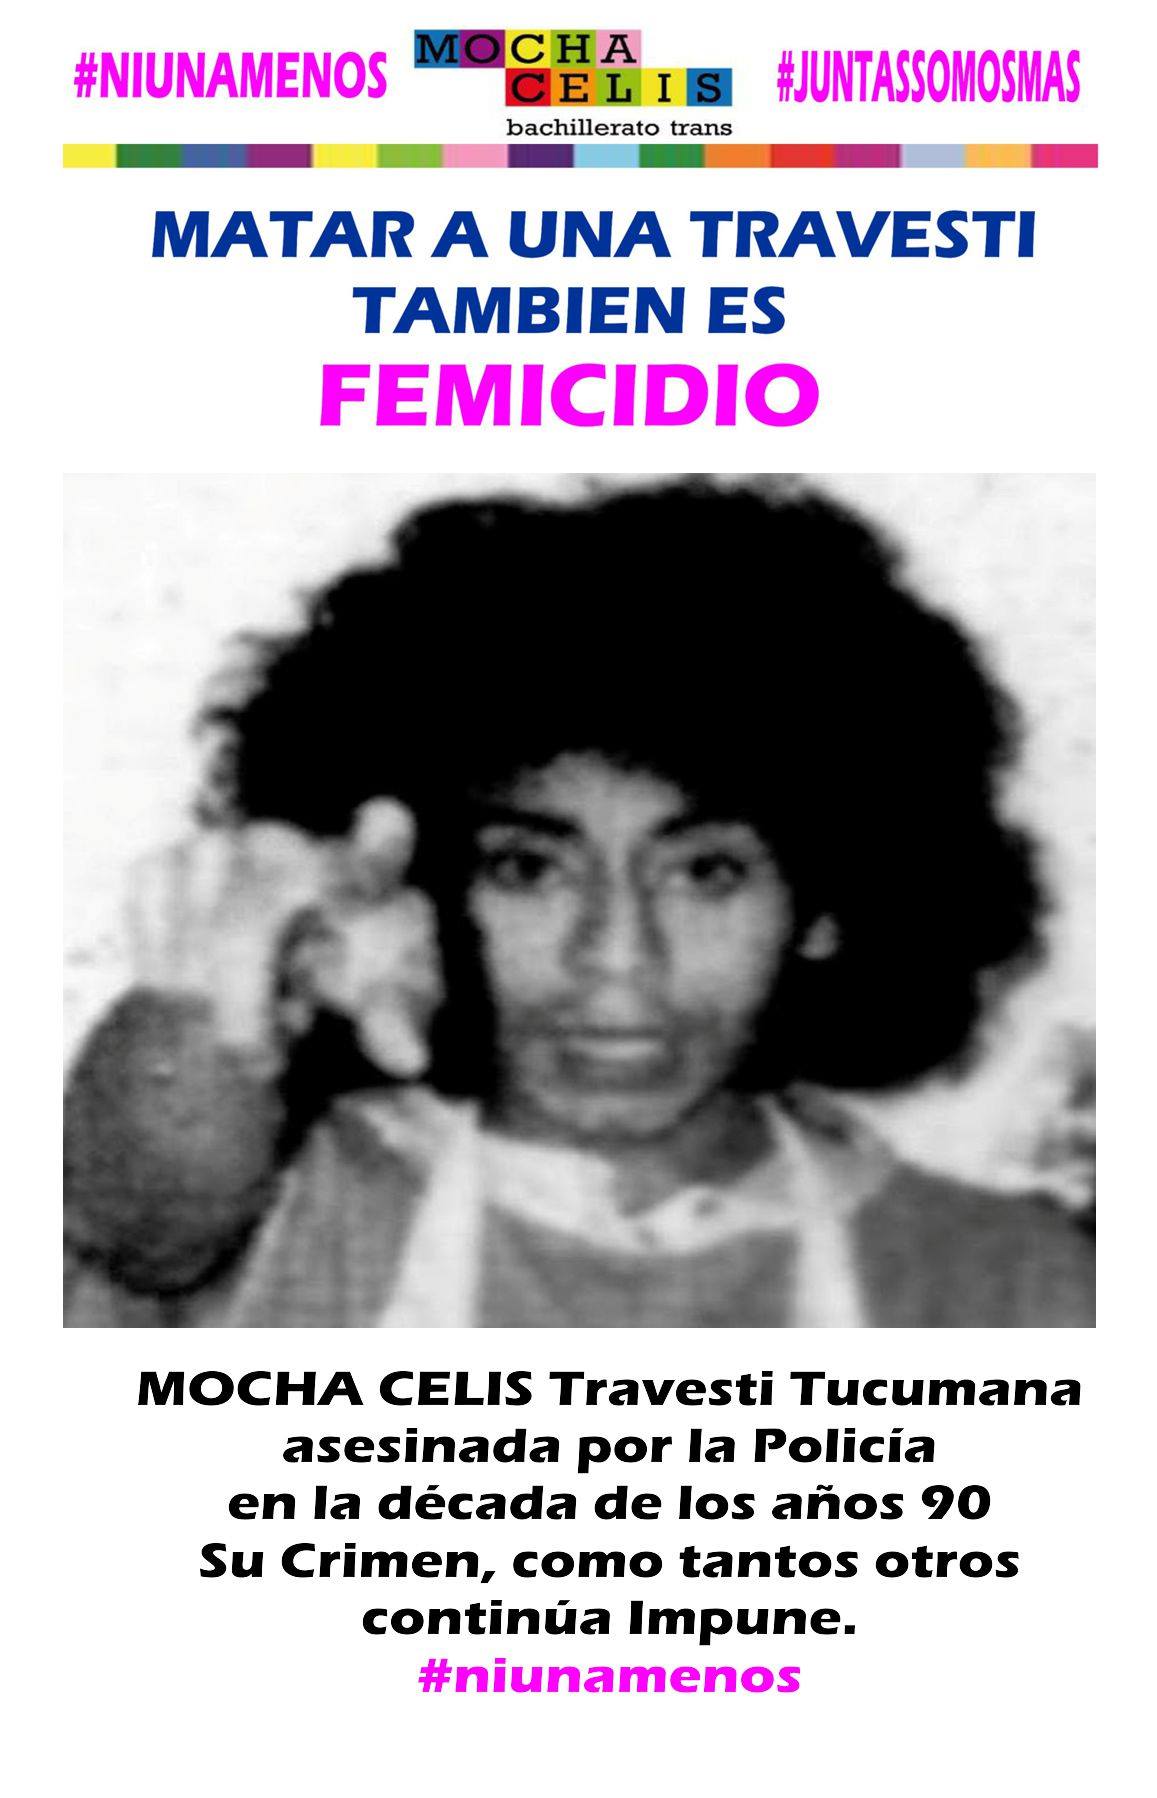 #NIUNAMENOS
MOCHA
CELIS
bachillerato trans
#JUNTASSOMOSMAS
MATAR A UNA TRAVESTI
TAMBIEN ES
FEMICIDIO
MOCHA CELIS Travesti Tucumana
asesinada por la Policía
en la década de los años 90
Su Crimen, como tantos otros
continúa Impune.
#niunamenos